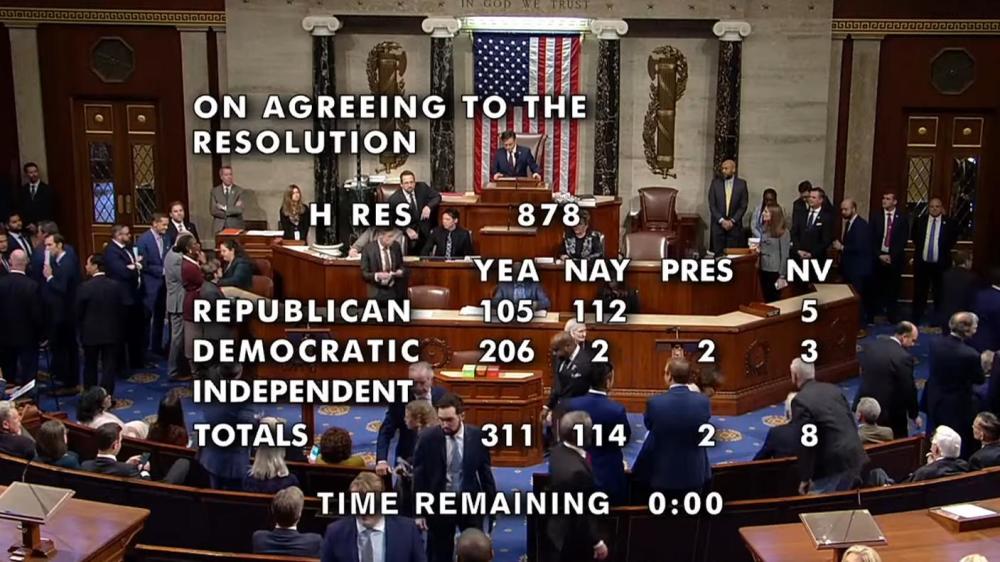 IN GOD WE TRUST
ON AGREEING TO THE
RESOLUTION
H RES 878
YEA NAY PRES NV
REPUBLICAN 105 112 5
DEMOCRATIC 206 2 2 3
INDEPENDENT
TOTALS 311 114 2 8
TIME REMAINING 0:00